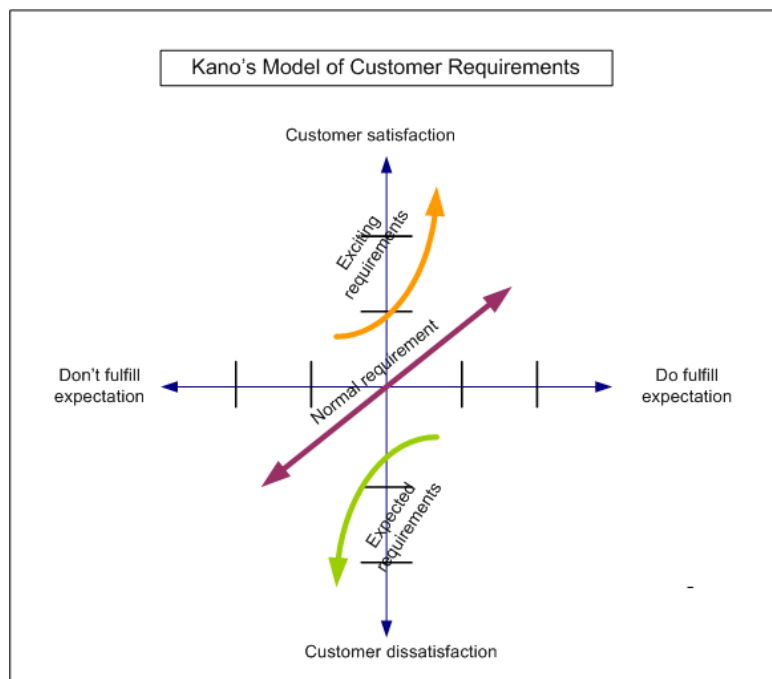 Kano's Model of Customer Requirements
Customer satisfaction
Exciting
requirements
Normal requirement
Don't fulfill
expectation
Do fulfill
expectation
Expected
requirements
Customer dissatisfaction
-